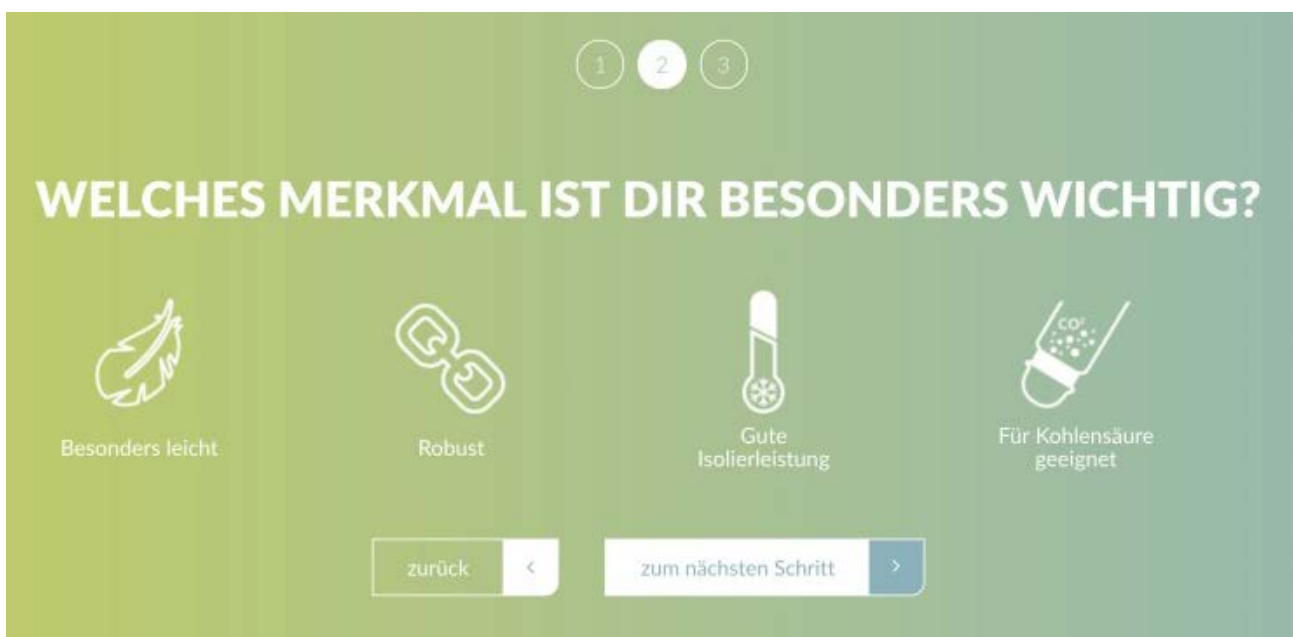 1 2 3
WELCHES MERKMAL IST DIR BESONDERS WICHTIG?
CO²
Besonders leicht
Robust
Gute
Isolierleistung
Für Kohlensäure
geeignet
zurück <
zum nächsten Schritt >